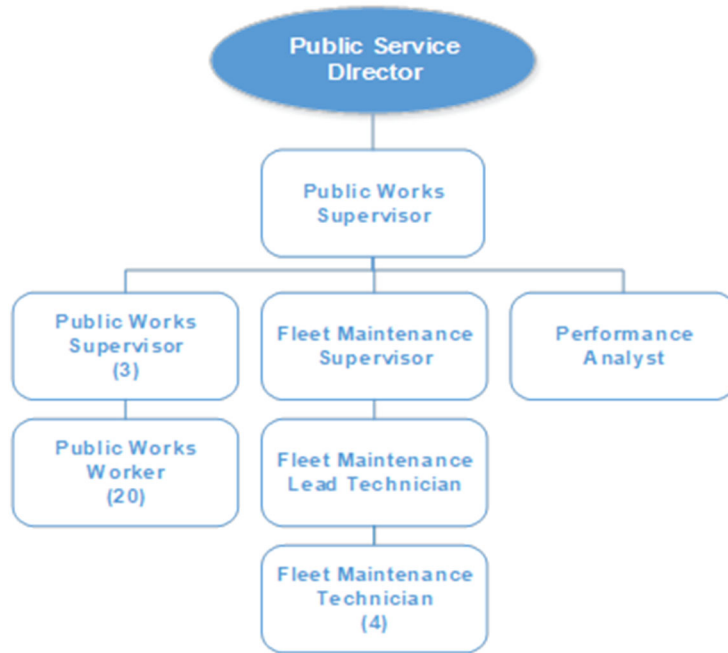 Public Service
DIrector
Public Works
Supervisor
Public Works
Supervisor
(3)
Fleet Maintenance
Supervisor
Performance
Analyst
Public Works
Worker
(20)
Fleet Maintenance
Lead Technician
Fleet Maintenance
Technician
(4)